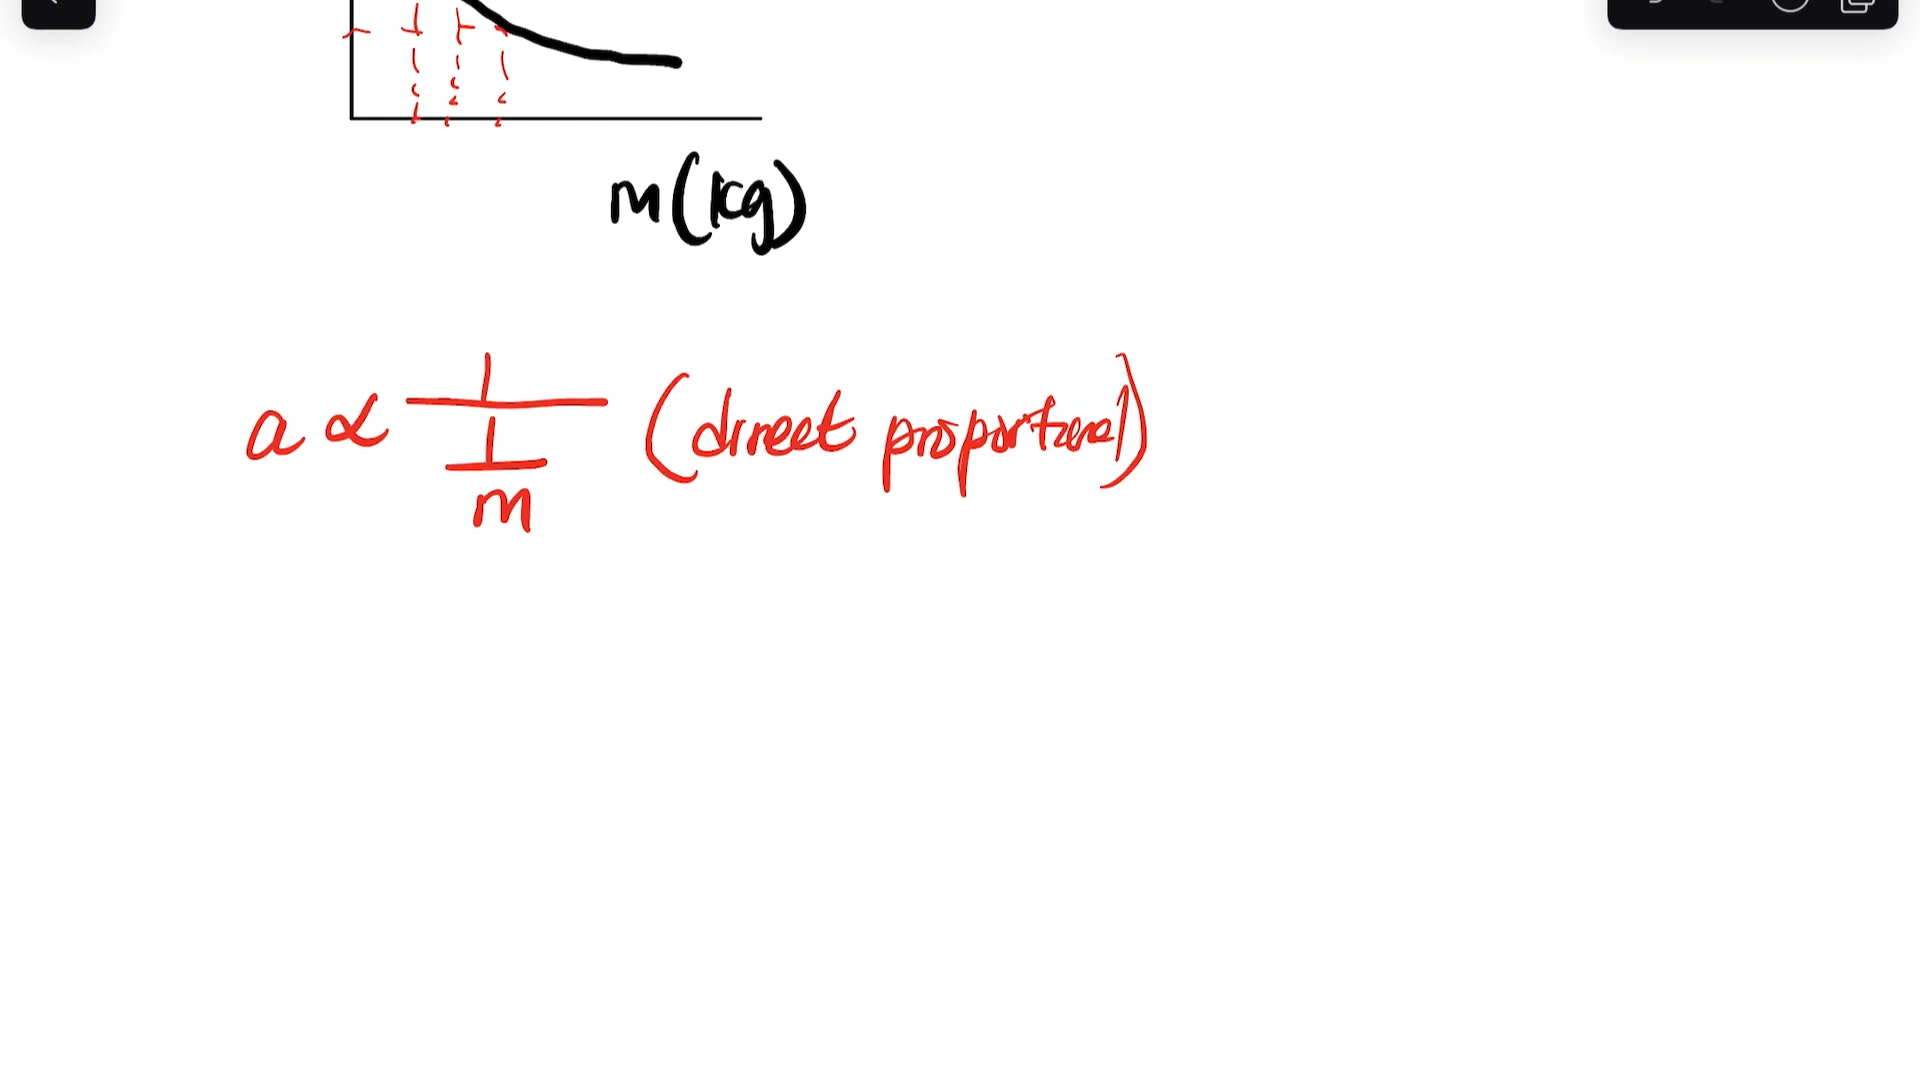 m(kg)
a ∝ 1/(1/m) (direct proportional)